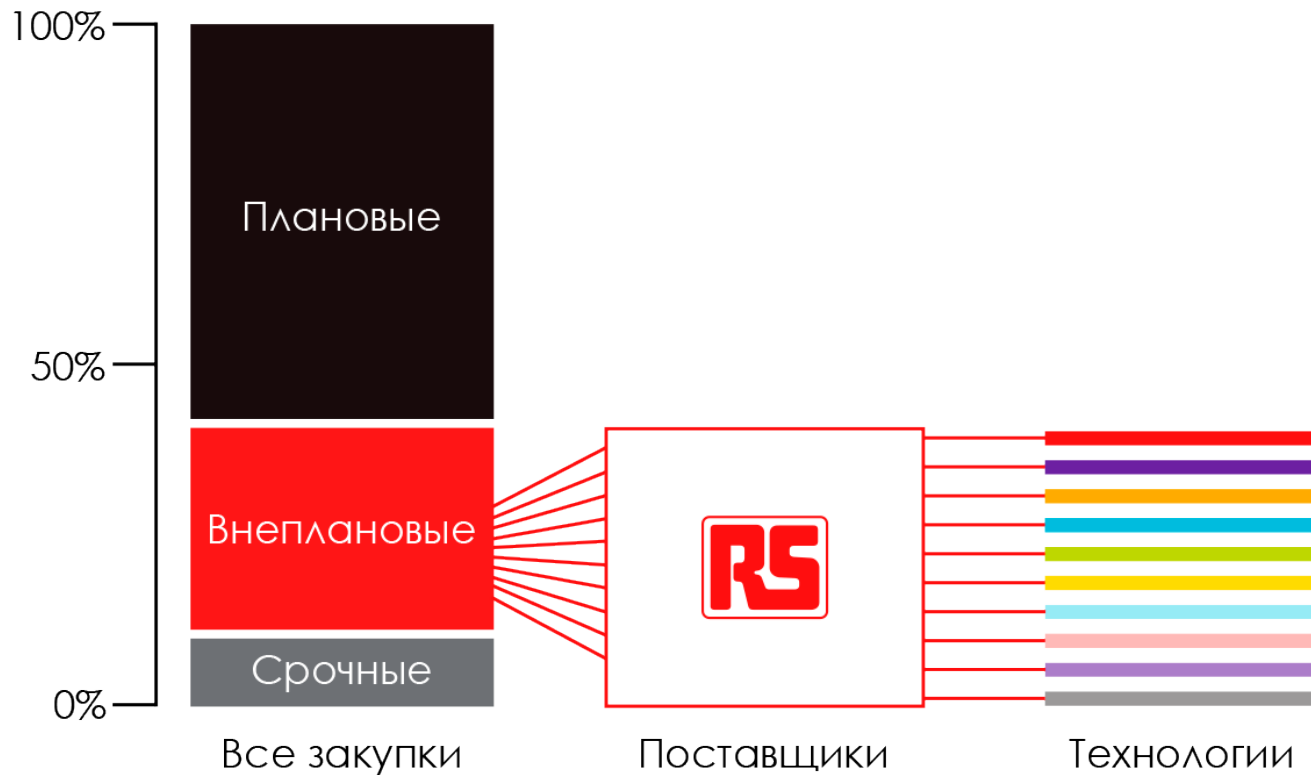 100%
50%
0%
Плановые
Внеплановые
Срочные
RS
Все закупки
Поставщики
Технологии